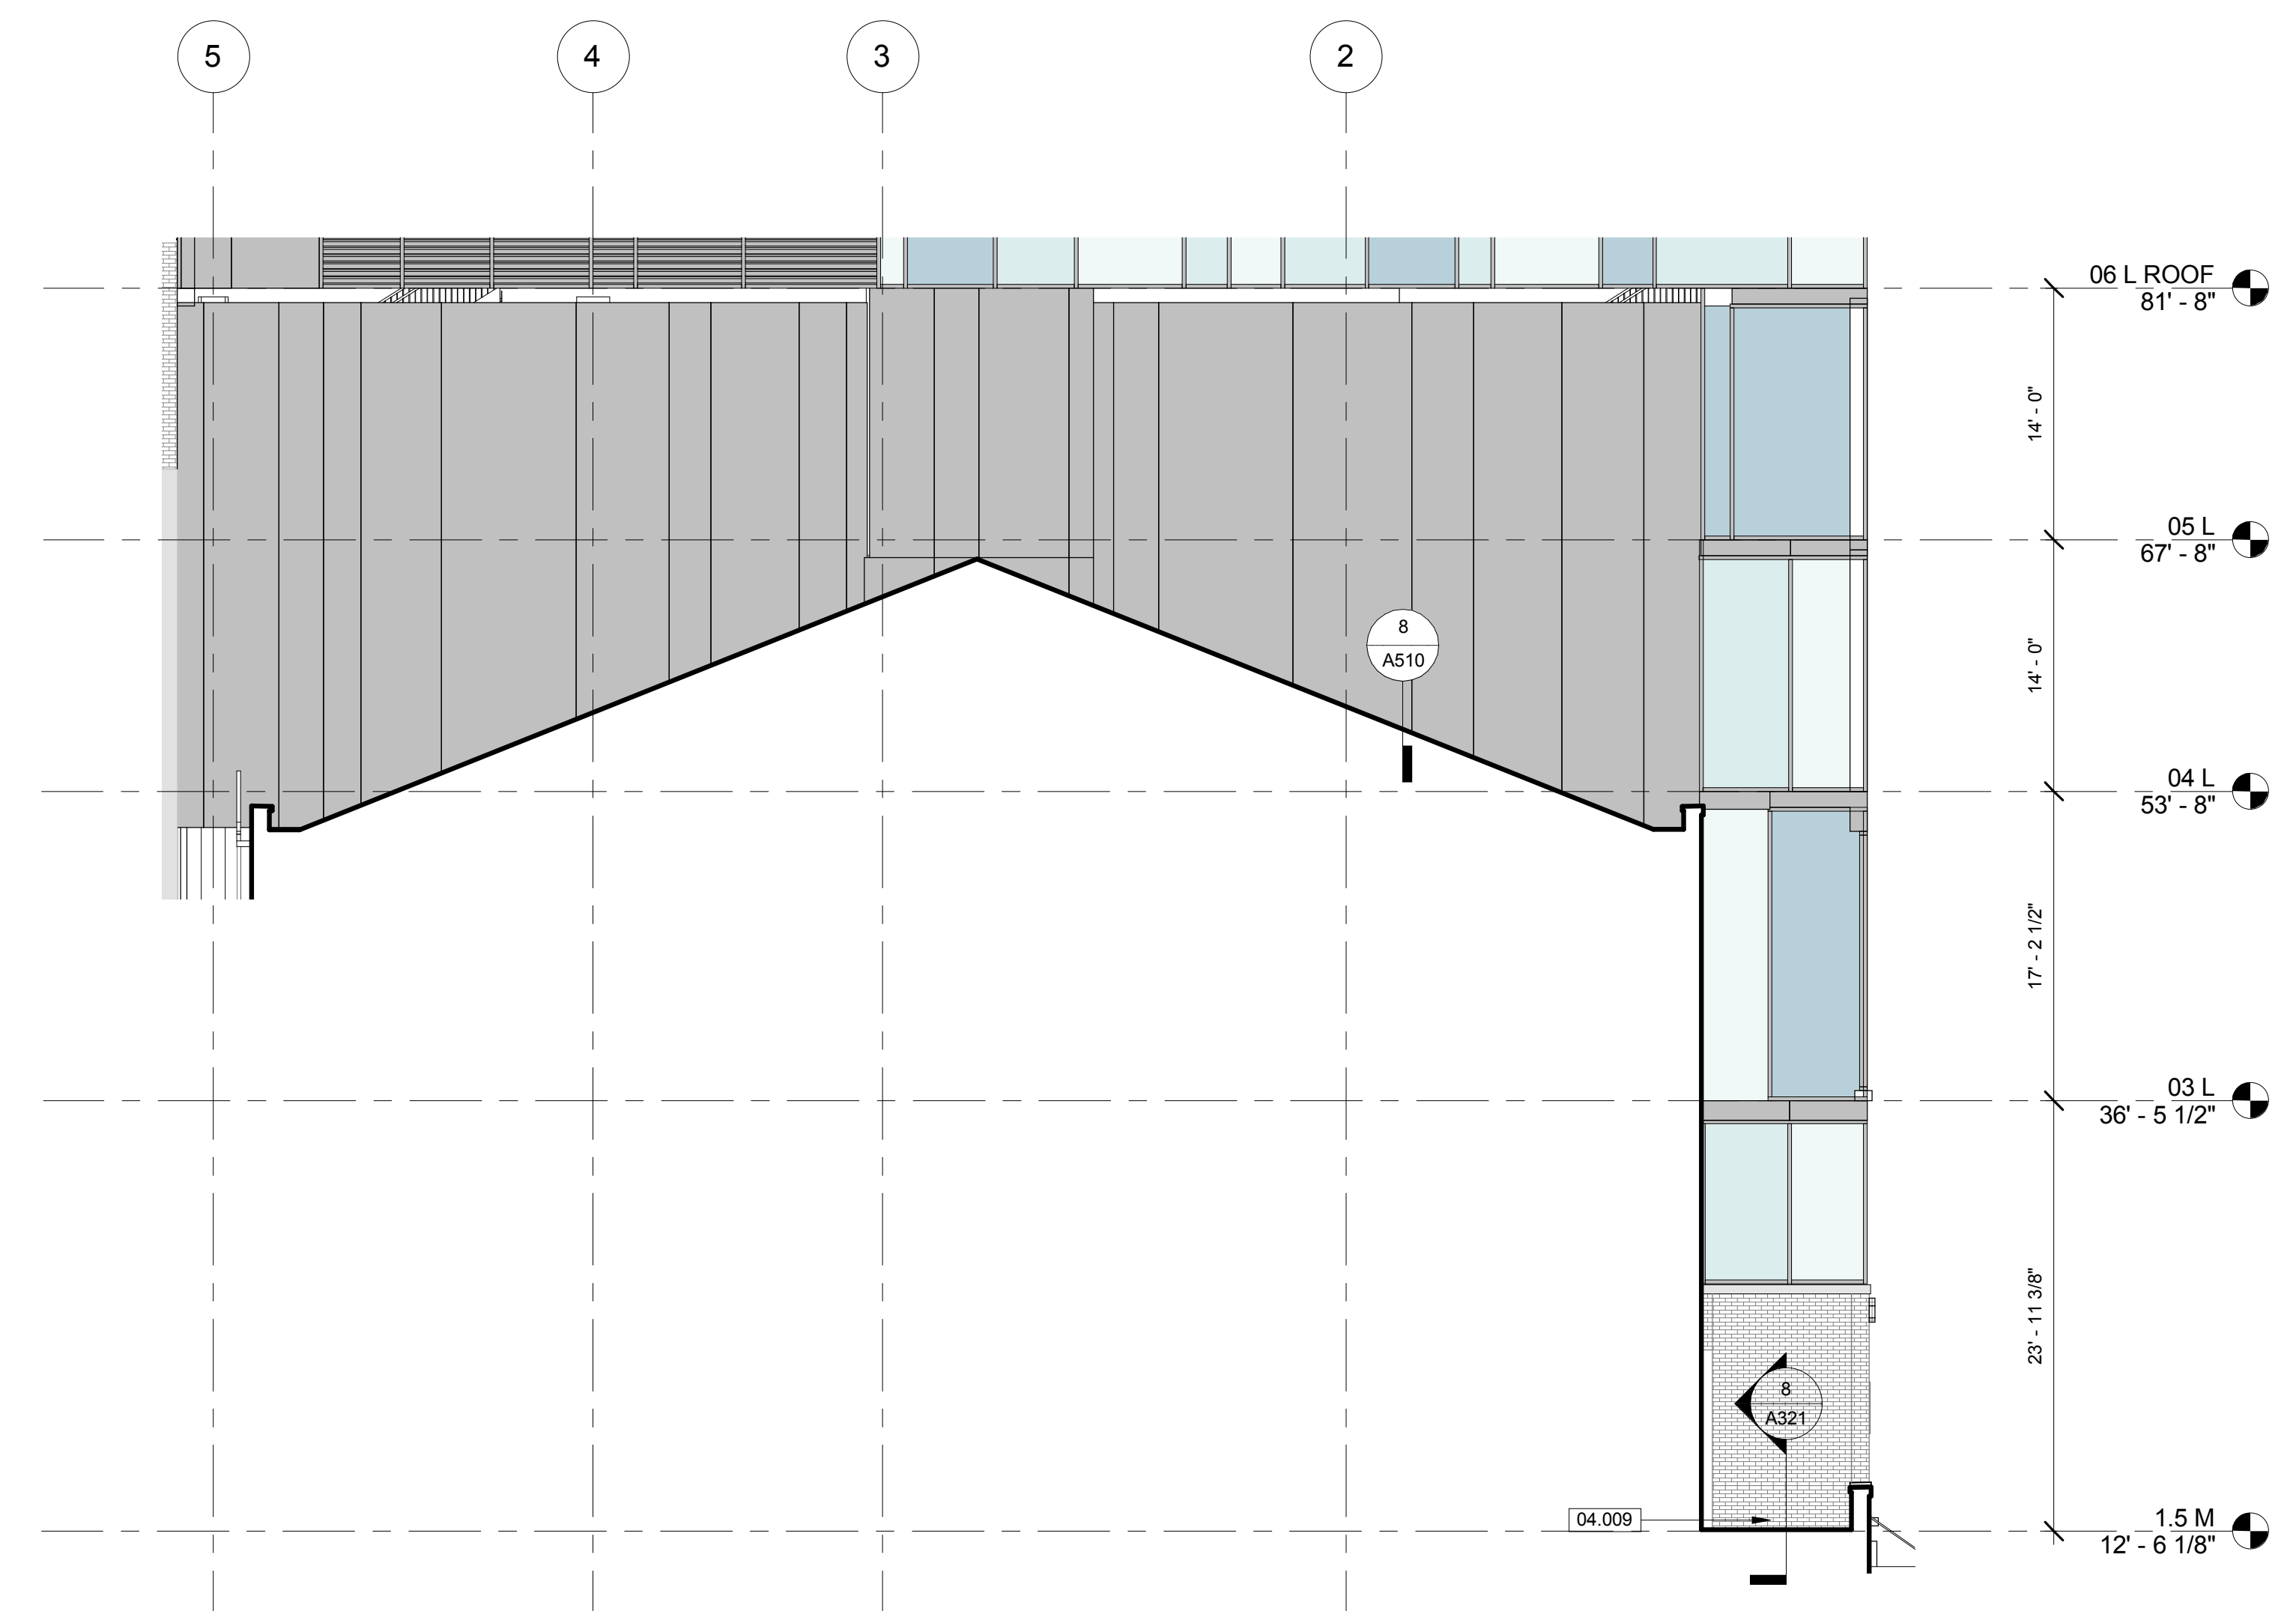 5
4
3
2
06 L ROOF
81' - 8"
14' - 0"
05 L
67' - 8"
8
A510
14' - 0"
04 L
53' - 8"
17' - 2 1/2"
03 L
36' - 5 1/2"
23' - 11 3/8"
8
A321
04.009
1.5 M
12' - 6 1/8"